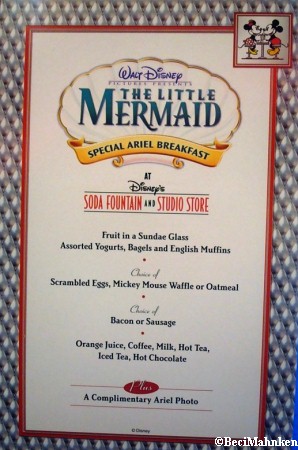 Walt Disney
PICTURES PRESENTS
THE LITTLE
MERMAID
SPECIAL ARIEL BREAKFAST
AT
Disney's
SODA FOUNTAIN AND STUDIO STORE
Fruit in a Sundae Glass
Assorted Yogurts, Bagels and English Muffins
Choice of
Scrambled Eggs, Mickey Mouse Waffle or Oatmeal
Choice of
Bacon or Sausage
Orange Juice, Coffee, Milk, Hot Tea,
Iced Tea, Hot Chocolate
Plus
A Complimentary Ariel Photo
© Disney
©BeciMahnken